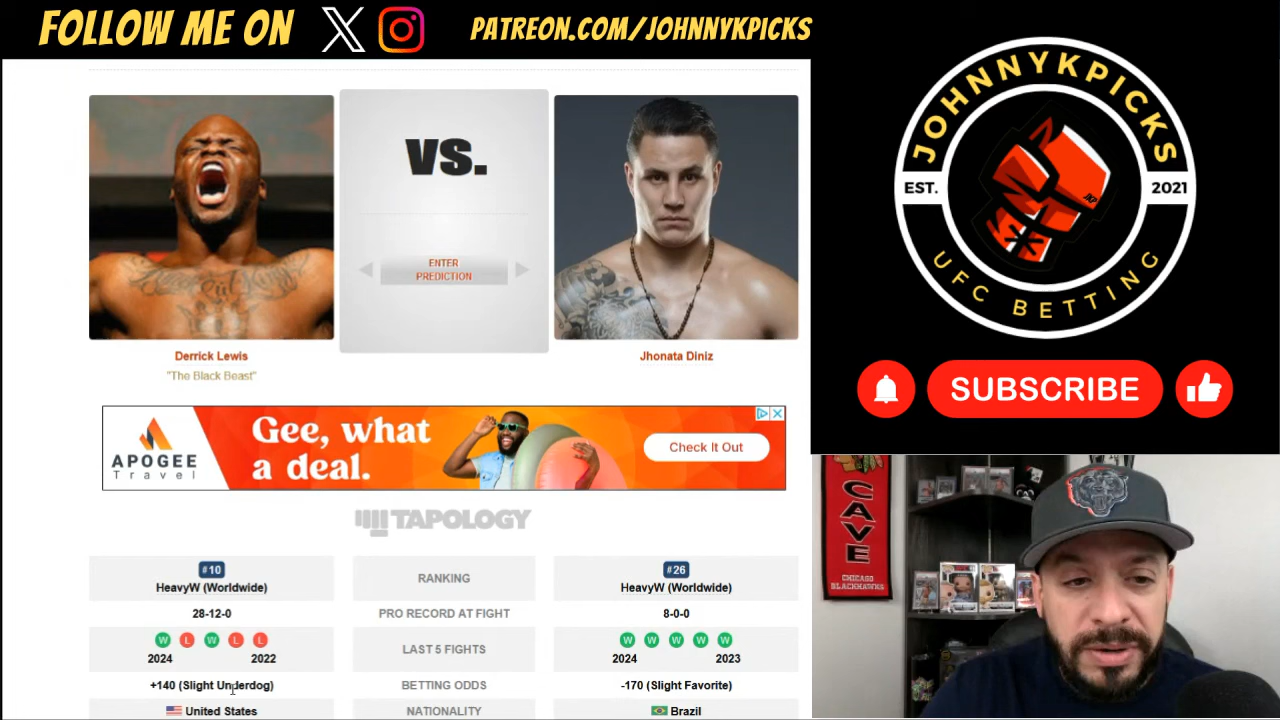 FOLLOW ME ON
PATREON.COM/JOHNNYKPICKS
JOHNNYKPICKS
EST.
2021
UFC BETTING
JKP
SUBSCRIBE
VS.
ENTER
PREDICTION
Derrick Lewis
"The Black Beast"
Jhonata Diniz
APOGEE
Travel
Gee, what
a deal.
Check It Out
TAPOLOGY
#10
HeavyW (Worldwide)
RANKING
#26
HeavyW (Worldwide)
28-12-0
PRO RECORD AT FIGHT
8-0-0
W L W L L
2024 2022
LAST 5 FIGHTS
W W W W W
2024 2023
+140 (Slight Underdog)
BETTING ODDS
-170 (Slight Favorite)
United States
NATIONALITY
Brazil
CAVE
CHICAGO
BLACKHAWKS